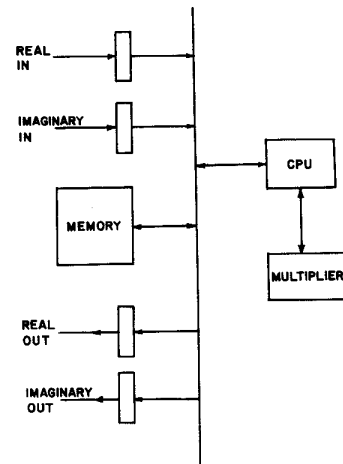 REAL
IN
IMAGINARY
IN
CPU
MEMORY
MULTIPLIER
REAL
OUT
IMAGINARY
OUT